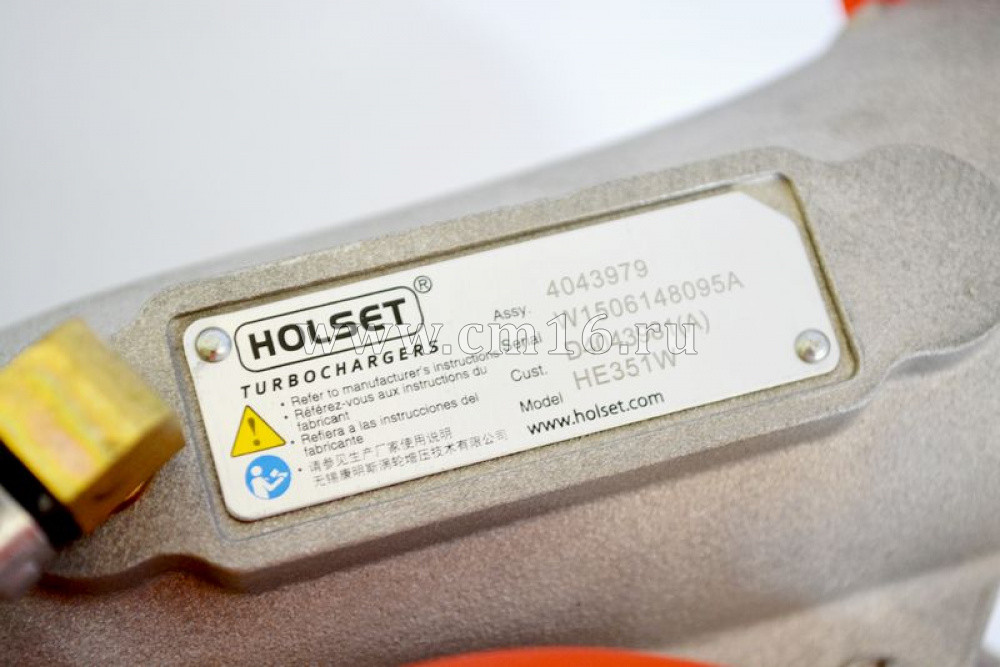 HOLSET®
TURBOCHARGERS
• Refer to manufacturer's instructions.
• Référez-vous aux instructions du
fabricant
• Refiera a las instrucciones del
fabricante
• 请参见生产厂家使用说明
无锡康明斯涡轮增压技术有限公司
Assy. 4043979
Serial W1506148095A
Cust. D4043981(A)
Model HE351W
www.holset.com
www.cm16.ru